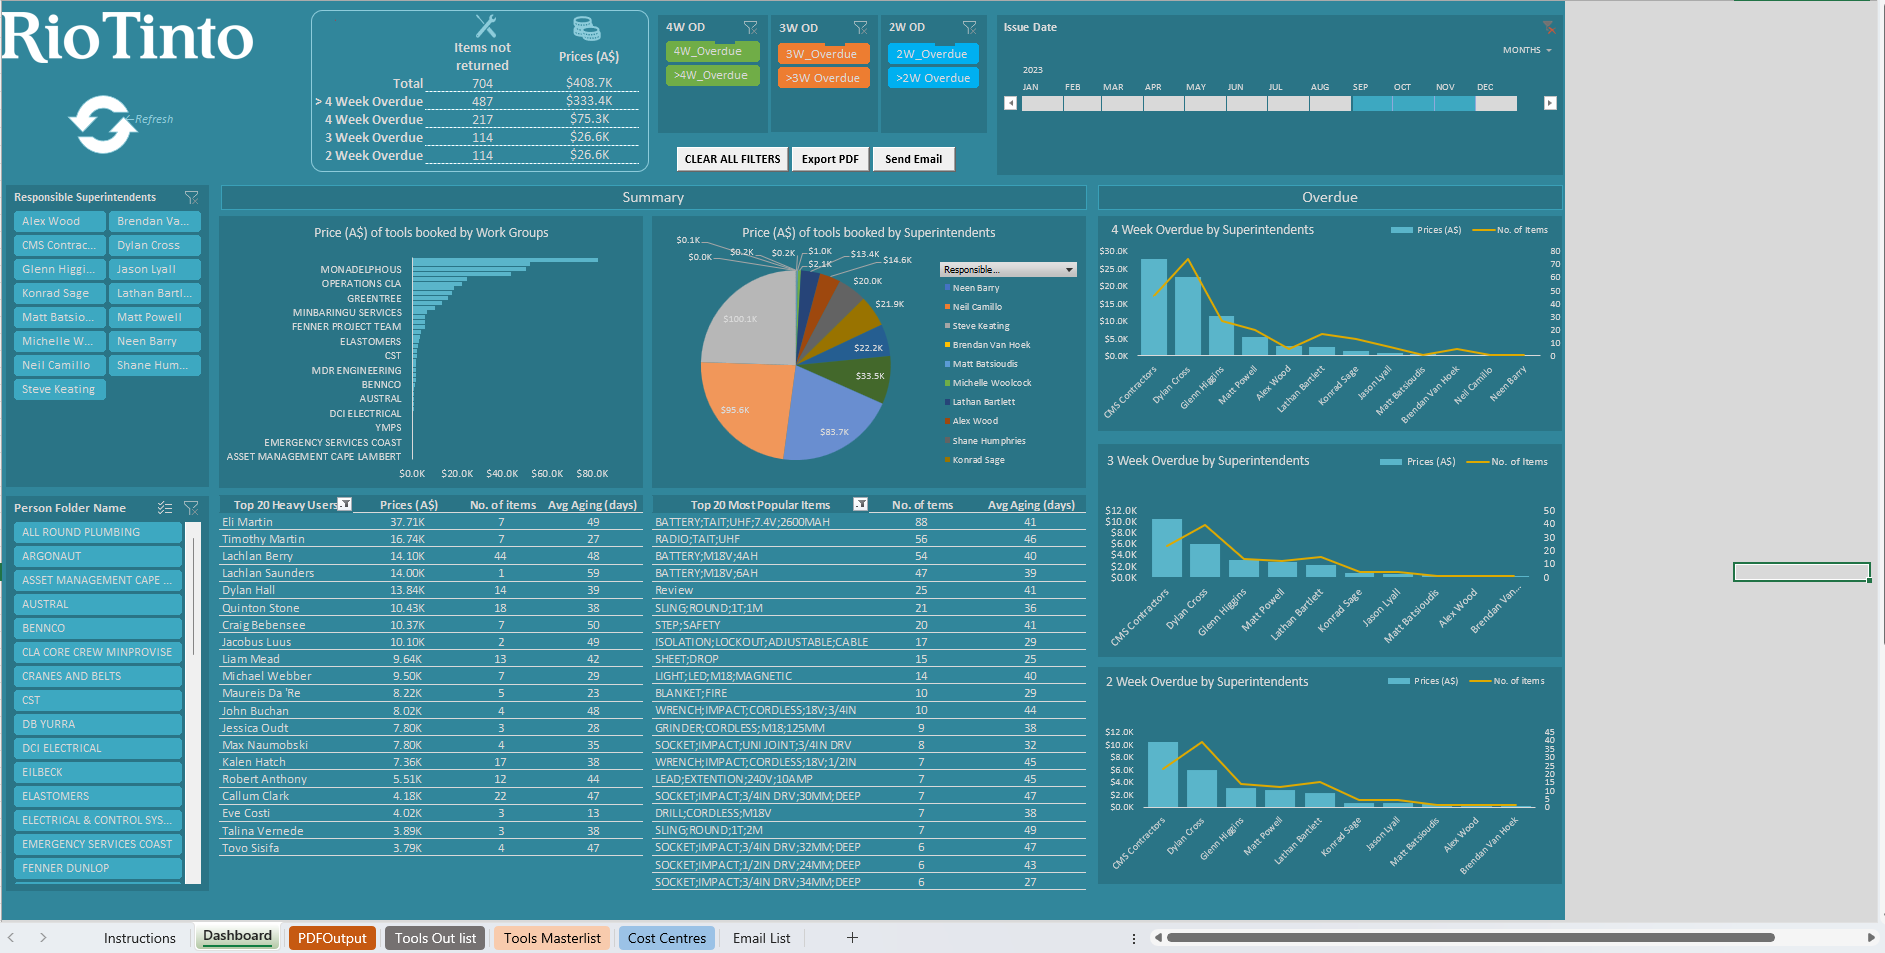 RioTinto
Refresh
Items not returned Prices (A$)
Total 704 $408.7K
> 4 Week Overdue 487 $333.4K
4 Week Overdue 217 $75.3K
3 Week Overdue 114 $26.6K
2 Week Overdue 114 $26.6K
4W OD
4W_Overdue
>4W_Overdue
3W OD
3W_Overdue
>3W Overdue
2W OD
2W_Overdue
>2W Overdue
CLEAR ALL FILTERS Export PDF Send Email
Issue Date
MONTHS
2023
JAN FEB MAR APR MAY JUN JUL AUG SEP OCT NOV DEC
Responsible Superintendents
Alex Wood Brendan Va...
CMS Contrac... Dylan Cross
Glenn Higgi... Jason Lyall
Konrad Sage Lathan Bartl...
Matt Batsio... Matt Powell
Michelle W... Neen Barry
Neil Camillo Shane Hum...
Steve Keating
Person Folder Name
ALL ROUND PLUMBING
ARGONAUT
ASSET MANAGEMENT CAPE ...
AUSTRAL
BENNCO
CLA CORE CREW MINPROVISE
CRANES AND BELTS
CST
DB YURRA
DCI ELECTRICAL
EILBECK
ELASTOMERS
ELECTRICAL & CONTROL SYS...
EMERGENCY SERVICES COAST
FENNER DUNLOP
Summary
Price (A$) of tools booked by Work Groups
MONADELPHOUS
OPERATIONS CLA
GREENTREE
MINBARINGU SERVICES
FENNER PROJECT TEAM
ELASTOMERS
CST
MDR ENGINEERING
BENNCO
AUSTRAL
DCI ELECTRICAL
YMPS
EMERGENCY SERVICES COAST
ASSET MANAGEMENT CAPE LAMBERT
$0.0K $20.0K $40.0K $60.0K $80.0K
Price (A$) of tools booked by Superintendents
$0.1K
$0.0K
$0.2K
$0.2K
$1.0K
$2.1K
$13.4K
$14.6K
$20.0K
$21.9K
$22.2K
$33.5K
$83.7K
$95.6K
$100.1K
Responsible...
Neen Barry
Neil Camillo
Steve Keating
Brendan Van Hoek
Matt Batsioudis
Michelle Woolcock
Lathan Bartlett
Alex Wood
Shane Humphries
Konrad Sage
Top 20 Heavy Users Prices (A$) No. of items Avg Aging (days)
Eli Martin 37.71K 7 49
Timothy Martin 16.74K 7 27
Lachlan Berry 14.10K 44 48
Lachlan Saunders 14.00K 1 59
Dylan Hall 13.84K 14 39
Quinton Stone 10.43K 18 38
Craig Bebensee 10.37K 7 50
Jacobus Luus 10.10K 2 49
Liam Mead 9.64K 13 42
Michael Webber 9.50K 7 29
Maureis Da 'Re 8.22K 5 23
John Buchan 8.02K 4 48
Jessica Oudt 7.80K 3 28
Max Naumobski 7.80K 4 35
Kalen Hatch 7.36K 17 38
Robert Anthony 5.51K 12 44
Callum Clark 4.18K 22 47
Eve Costi 4.02K 3 13
Talina Vernede 3.89K 3 38
Tovo Sisifa 3.79K 4 47
Top 20 Most Popular Items No. of tems Avg Aging (days)
BATTERY;TAIT;UHF;7.4V;2600MAH 88 41
RADIO;TAIT;UHF 56 46
BATTERY;M18V;4AH 54 40
BATTERY;M18V;6AH 47 39
Review 25 41
SLING;ROUND;1T;1M 21 36
STEP;SAFETY 20 41
ISOLATION;LOCKOUT;ADJUSTABLE;CABLE 17 29
SHEET;DROP 15 25
LIGHT;LED;M18;MAGNETIC 14 40
BLANKET;FIRE 10 29
WRENCH;IMPACT;CORDLESS;18V;3/4IN 10 44
GRINDER;CORDLESS;M18;125MM 9 38
SOCKET;IMPACT;UNI JOINT;3/4IN DRV 8 32
WRENCH;IMPACT;CORDLESS;18V;1/2IN 7 45
LEAD;EXTENTION;240V;10AMP 7 45
SOCKET;IMPACT;3/4IN DRV;30MM;DEEP 7 47
DRILL;CORDLESS;M18V 7 38
SLING;ROUND;1T;2M 7 49
SOCKET;IMPACT;3/4IN DRV;32MM;DEEP 6 47
SOCKET;IMPACT;1/2IN DRV;24MM;DEEP 6 43
SOCKET;IMPACT;3/4IN DRV;34MM;DEEP 6 27
Overdue
4 Week Overdue by Superintendents Prices (A$) No. of Items
$30.0K 80
$25.0K 70
$20.0K 60
$15.0K 50
$10.0K 40
$5.0K 30
$0.0K 20
10
0
CMS Contractors Dylan Cross Glenn Higgins Matt Powell Alex Wood Lathan Bartlett Konrad Sage Jason Lyall Matt Batsioudis Brendan Van Hoek Neil Camillo Neen Barry
3 Week Overdue by Superintendents Prices (A$) No. of Items
$12.0K 50
$10.0K 40
$8.0K 30
$6.0K 20
$4.0K 10
$2.0K 0
$0.0K
CMS Contractors Dylan Cross Glenn Higgins Matt Powell Lathan Bartlett Konrad Sage Jason Lyall Matt Batsioudis Alex Wood Brendan Van...
2 Week Overdue by Superintendents Prices (A$) No. of items
$12.0K 45
$10.0K 40
$8.0K 35
$6.0K 30
$4.0K 25
$2.0K 20
$0.0K 15
10
5
0
CMS Contractors Dylan Cross Glenn Higgins Matt Powell Lathan Bartlett Konrad Sage Jason Lyall Matt Batsioudis Alex Wood Brendan Van Hoek
Instructions Dashboard PDFOutput Tools Out list Tools Masterlist Cost Centres Email List